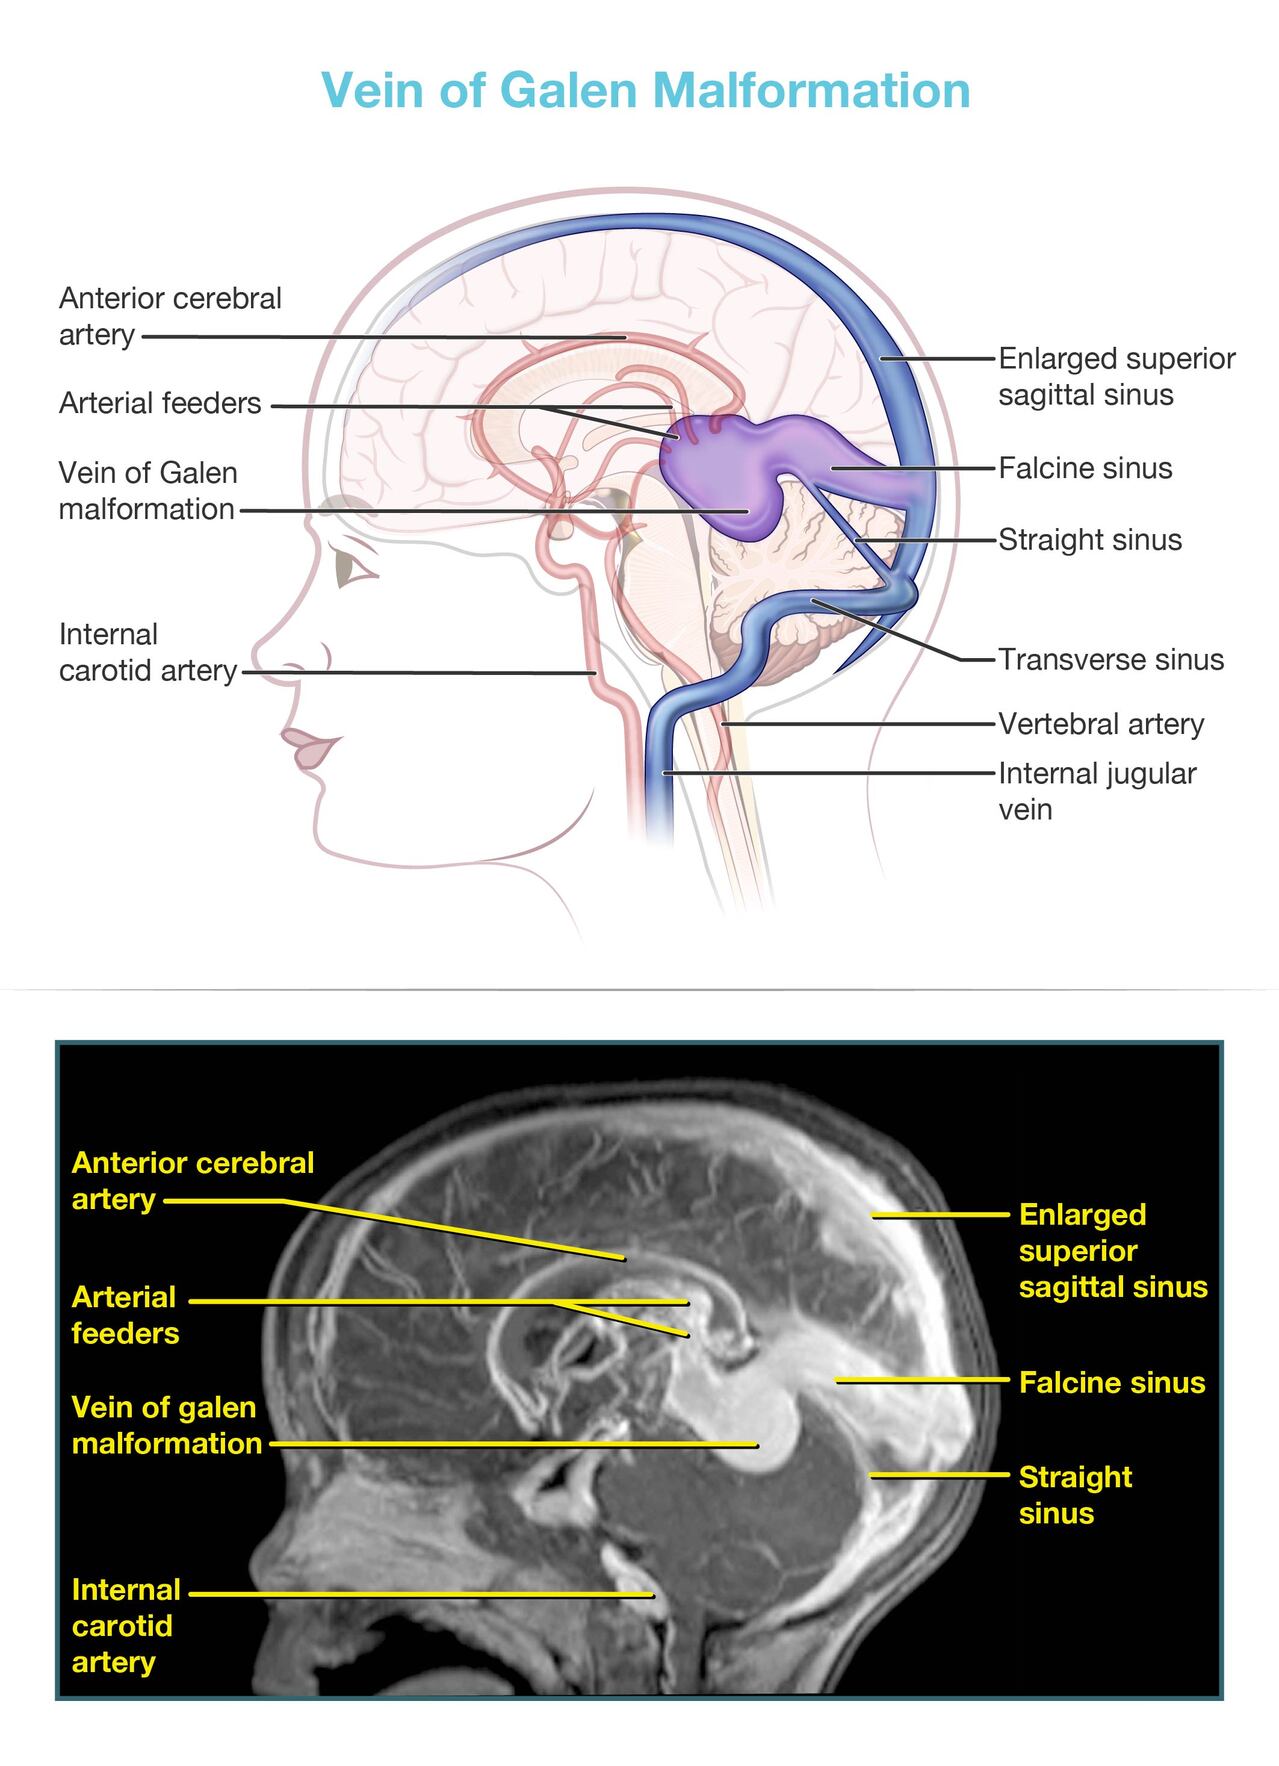 Vein of Galen Malformation
Anterior cerebral
artery
Arterial feeders
Vein of Galen
malformation
Internal
carotid artery
Enlarged superior
sagittal sinus
Falcine sinus
Straight sinus
Transverse sinus
Vertebral artery
Internal jugular
vein
Anterior cerebral
artery
Arterial
feeders
Vein of galen
malformation
Internal
carotid
artery
Enlarged
superior
sagittal sinus
Falcine sinus
Straight
sinus